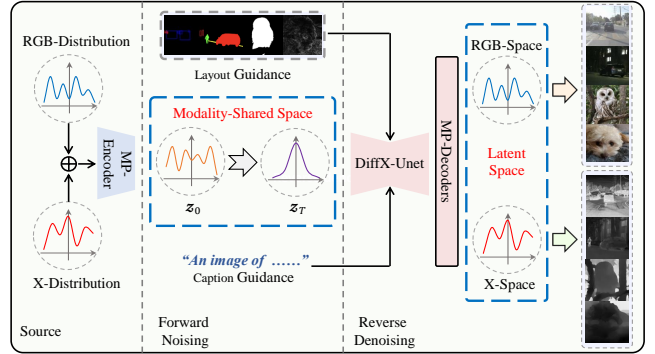 RGB-Distribution
MP-
Encoder
X-Distribution
Source
Layout Guidance
Modality-Shared Space
z0
zT
“An image of ......”
Caption Guidance
Forward
Noising
DiffX-Unet
Reverse
Denoising
MP-Decoders
RGB-Space
Latent
Space
X-Space